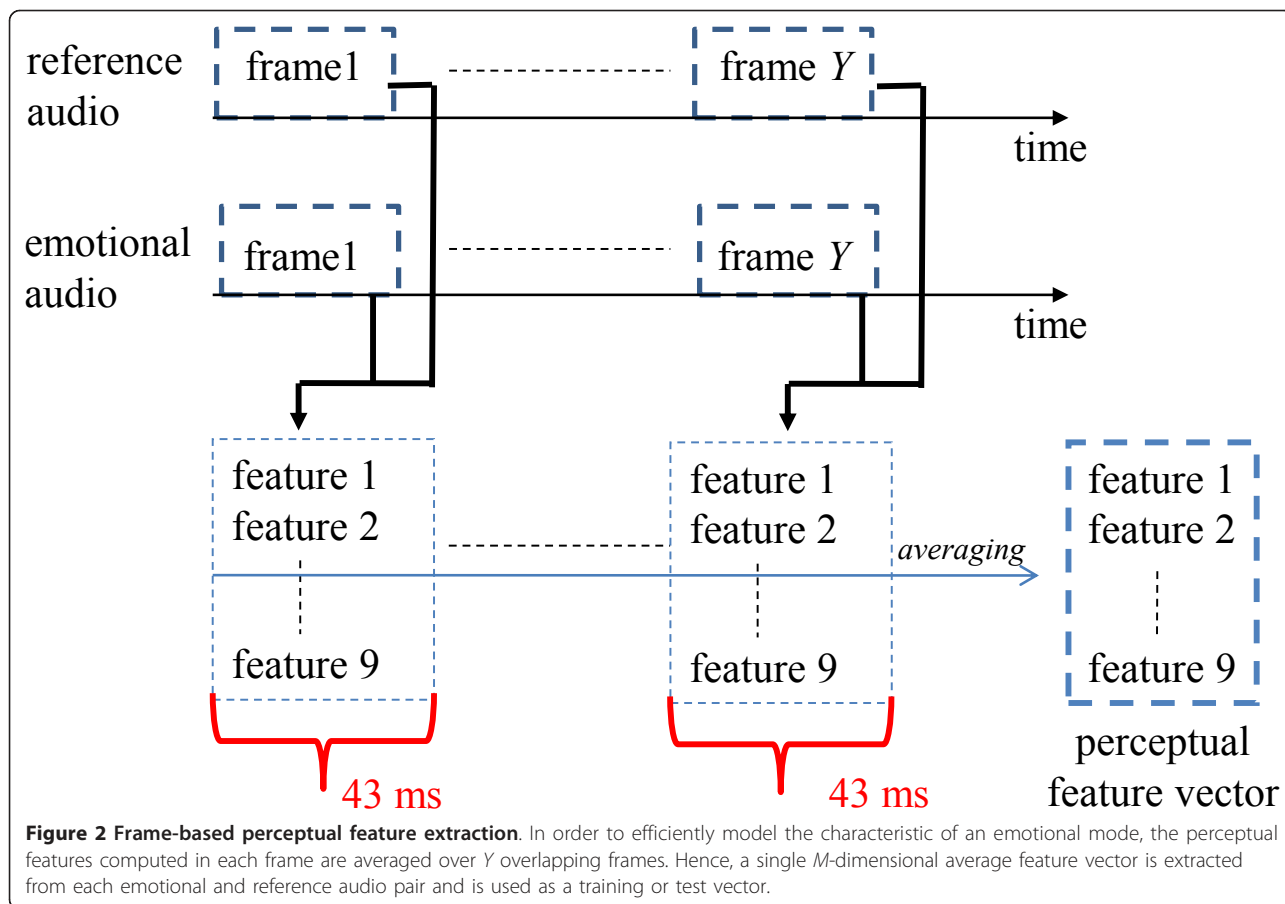 reference
audio
frame1
frame Y
time
emotional
audio
frame1
frame Y
time
feature 1
feature 2
feature 9
feature 1
feature 2
feature 9
averaging
feature 1
feature 2
feature 9
43 ms
43 ms
perceptual
feature vector
Figure 2 Frame-based perceptual feature extraction. In order to efficiently model the characteristic of an emotional mode, the perceptual
features computed in each frame are averaged over Y overlapping frames. Hence, a single M-dimensional average feature vector is extracted
from each emotional and reference audio pair and is used as a training or test vector.